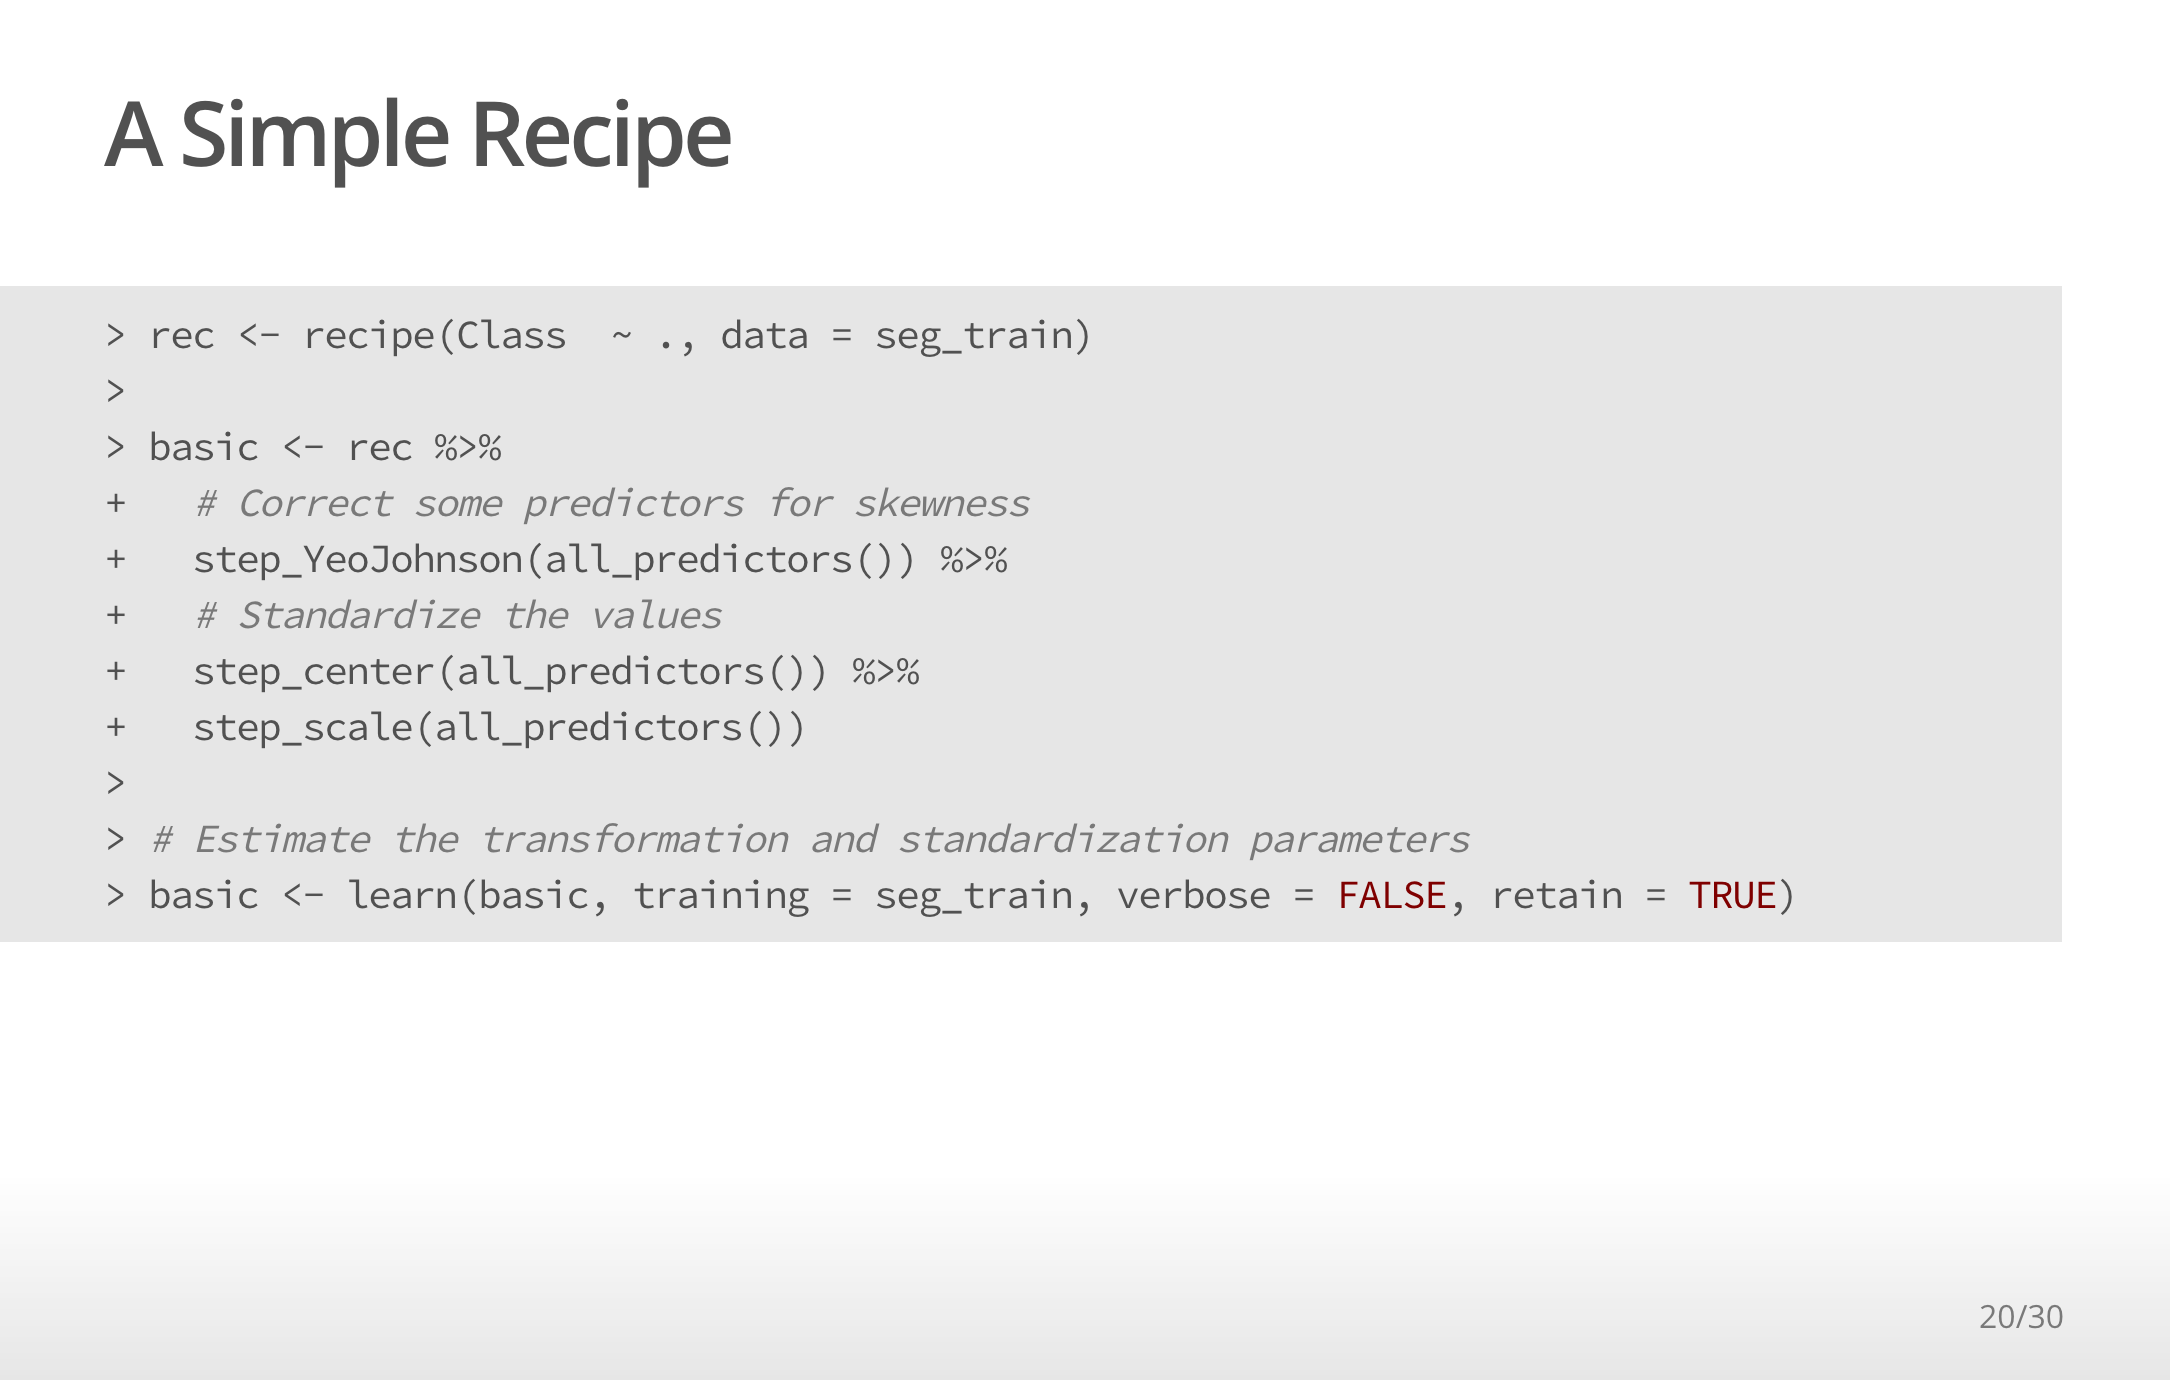 A Simple Recipe
> rec <- recipe(Class  ~ ., data = seg_train)
>
> basic <- rec %>%
+   # Correct some predictors for skewness
+   step_YeoJohnson(all_predictors()) %>%
+   # Standardize the values
+   step_center(all_predictors()) %>%
+   step_scale(all_predictors())
>
> # Estimate the transformation and standardization parameters
> basic <- learn(basic, training = seg_train, verbose = FALSE, retain = TRUE)
20/30